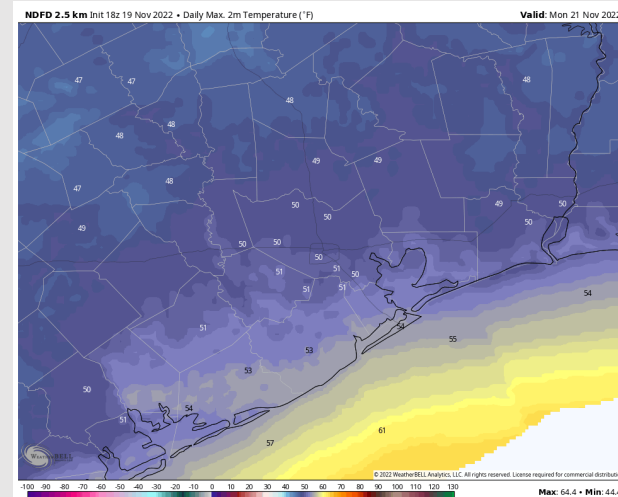 NDFD 2.5 km Init 18z 19 Nov 2022 • Daily Max. 2m Temperature (°F)
Valid: Mon 21 Nov 2022
47 47 48
48
48 48
49 49
47 48
50 49 50
50 50
49
50 50
50
51 51 50
51 51
54
51 54
55
53
53
50
54
51
61
57
WeatherBELL
© 2022 WeatherBELL Analytics, LLC. All rights reserved. License required for commercial distributi
-100 -90 -80 -70 -60 -50 -40 -30 -20 -10 0 10 20 30 40 50 60 70 80 90 100 110 120 130
Max: 64.4 • Min: 44.